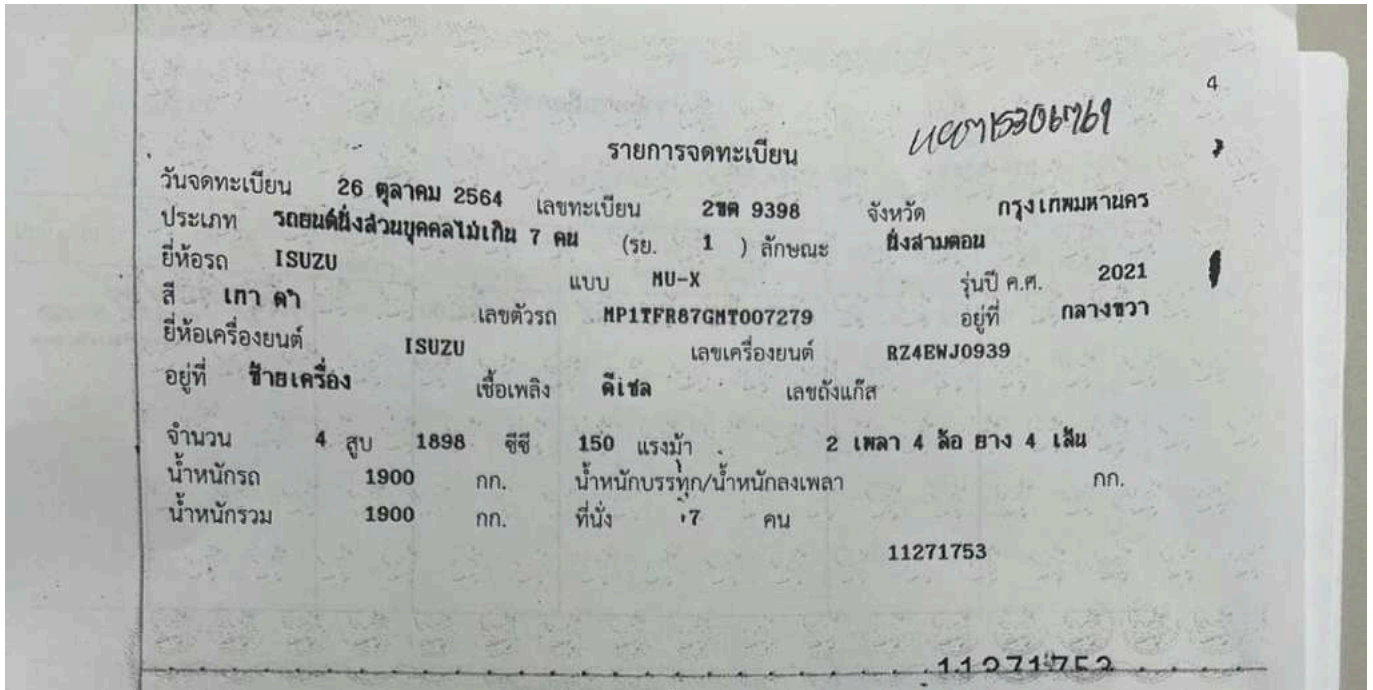 4
รายการจดทะเบียน
วันจดทะเบียน 26 ตุลาคม 2564 เลขทะเบียน 2ขต 9398 จังหวัด กรุงเทพมหานคร
ประเภท รถยนต์นั่งส่วนบุคคลไม่เกิน 7 คน (รย. 1 ) ลักษณะ นั่งสามตอน
ยี่ห้อรถ ISUZU แบบ MU-X รุ่นปี ค.ศ. 2021
สี เทา ดำ เลขตัวรถ MP1TFR87GMT007279 อยู่ที่ กลางขวา
ยี่ห้อเครื่องยนต์ ISUZU เลขเครื่องยนต์ RZ4EWJ0939
อยู่ที่ ซ้ายเครื่อง เชื้อเพลิง ดีเซล เลขถังแก๊ส
จำนวน 4 สูบ 1898 ซีซี 150 แรงม้า 2 เพลา 4 ล้อ ยาง 4 เส้น
น้ำหนักรถ 1900 กก. น้ำหนักบรรทุก/น้ำหนักลงเพลา กก.
น้ำหนักรวม 1900 กก. ที่นั่ง 7 คน
11271753
11271753